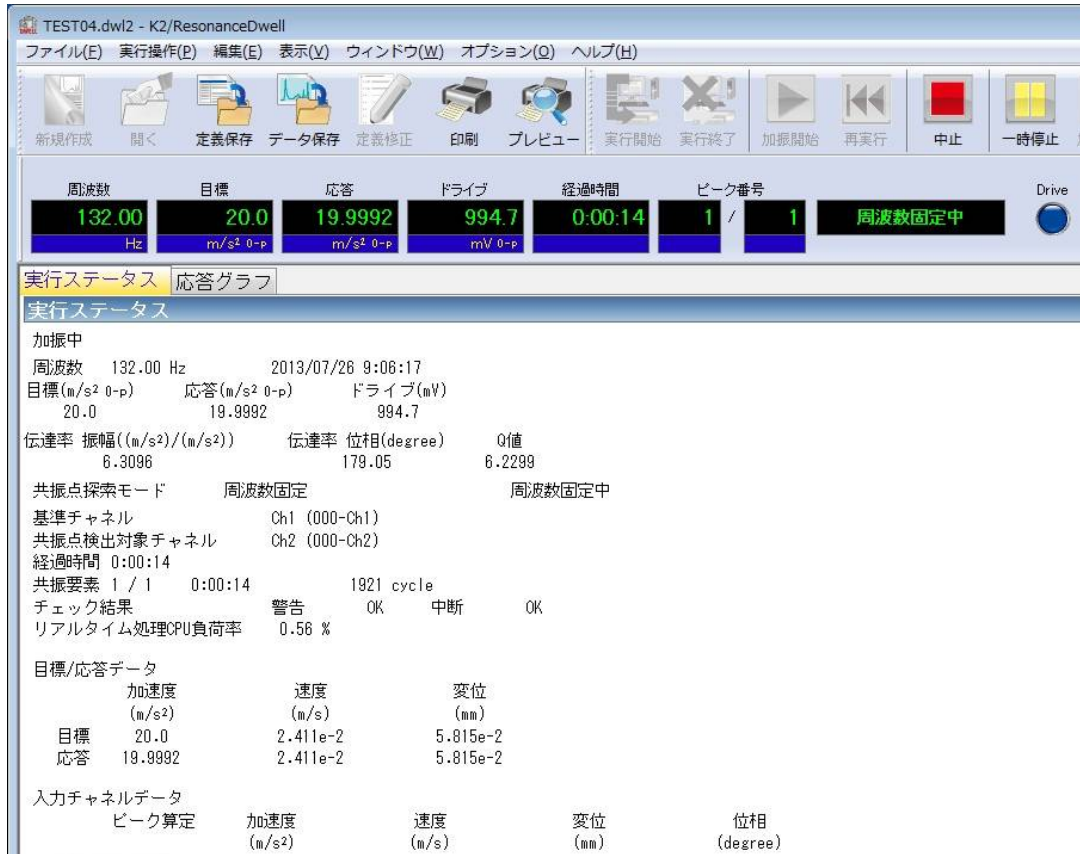 TEST04.dwl2 - K2/ResonanceDwell
ファイル(F) 実行操作(P) 編集(E) 表示(V) ウィンドウ(W) オプション(O) ヘルプ(H)
新規作成 開く 定義保存 データ保存 定義修正 印刷 プレビュー 実行開始 実行終了 加振開始 再実行 中止 一時停止
周波数 目標 応答 ドライブ 経過時間 ピーク番号 Drive
132.00 20.0 19.9992 994.7 0:00:14 1 / 1 周波数固定中
Hz m/s² 0-p m/s² 0-p mV 0-p
実行ステータス 応答グラフ
実行ステータス
加振中
周波数 132.00 Hz 2013/07/26 9:06:17
目標(m/s² 0-p) 応答(m/s² 0-p) ドライブ(mV)
20.0 19.9992 994.7
伝達率 振幅((m/s²)/(m/s²)) 伝達率 位相(degree) Q値
6.3096 179.05 6.2299
共振点探索モード 周波数固定 周波数固定中
基準チャネル Ch1 (000-Ch1)
共振点検出対象チャネル Ch2 (000-Ch2)
経過時間 0:00:14
共振要素 1 / 1 0:00:14 1921 cycle
チェック結果 警告 OK 中断 OK
リアルタイム処理CPU負荷率 0.56 %
目標/応答データ
加速度 速度 変位
(m/s²) (m/s) (mm)
目標 20.0 2.411e-2 5.815e-2
応答 19.9992 2.411e-2 5.815e-2
入力チャネルデータ
ピーク算定 加速度 速度 変位 位相
(m/s²) (m/s) (mm) (degree)